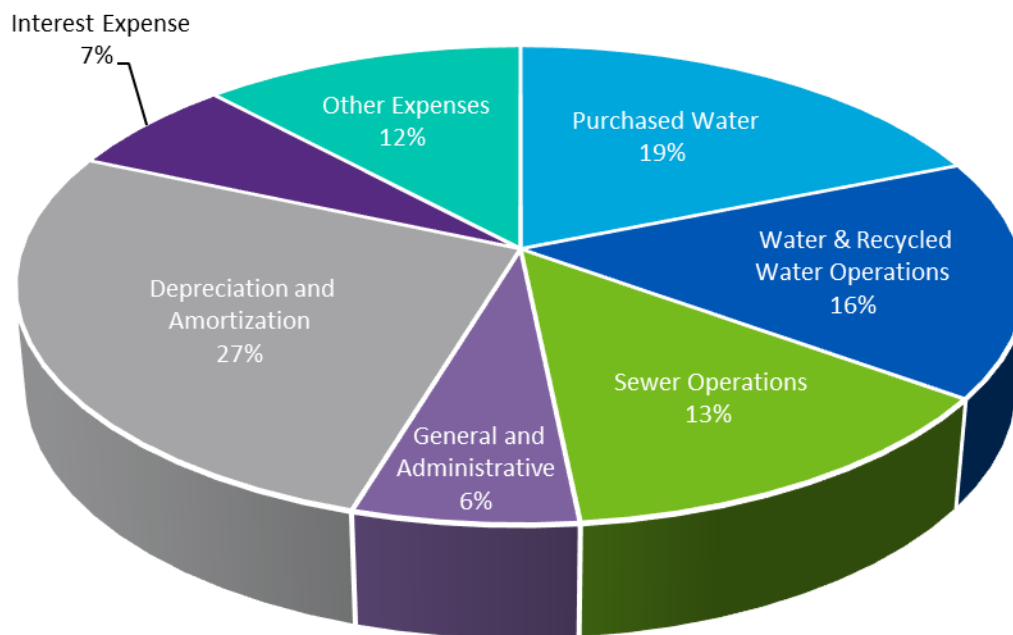 Interest Expense
7%
Other Expenses
12%
Purchased Water
19%
Water & Recycled
Water Operations
16%
Depreciation and
Amortization
27%
Sewer Operations
13%
General and
Administrative
6%